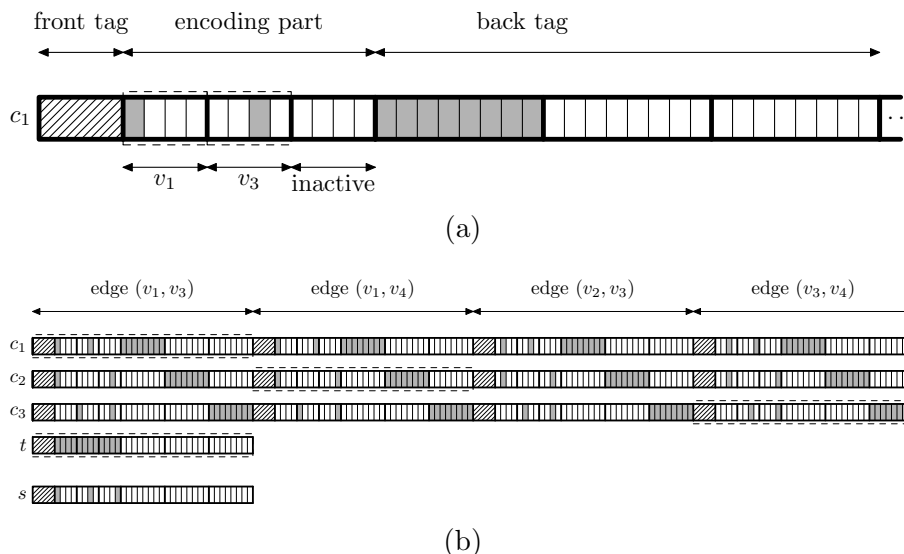 front tag encoding part back tag
c₁ ··
v₁ v₃ inactive
(a)
edge (v₁, v₃) edge (v₁, v₄) edge (v₂, v₃) edge (v₃, v₄)
c₁
c₂
c₃
t
s
(b)